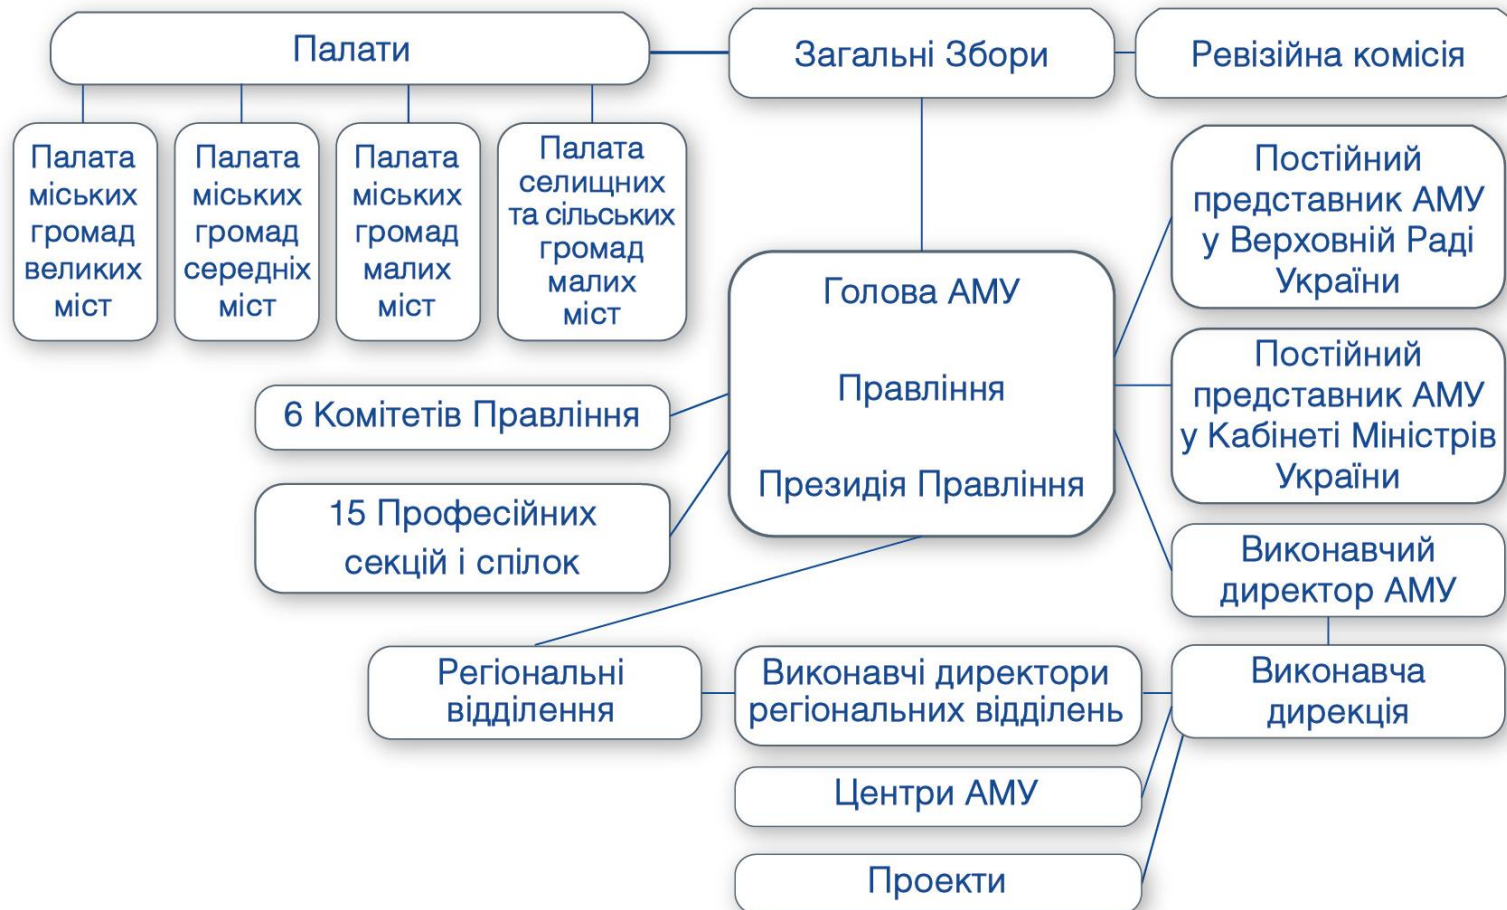 Палати
Загальні Збори
Ревізійна комісія
Палата
міських
громад
великих
міст
Палата
міських
громад
середніх
міст
Палата
міських
громад
малих
міст
Палата
селищних
та сільських
громад
малих
міст
Постійний
представник АМУ
у Верховній Раді
України
Голова АМУ
Правління
Президія Правління
Постійний
представник АМУ
у Кабінеті Міністрів
України
6 Комітетів Правління
15 Професійних
секцій і спілок
Виконавчий
директор АМУ
Регіональні
відділення
Виконавчі директори
регіональних відділень
Виконавча
дирекція
Центри АМУ
Проекти